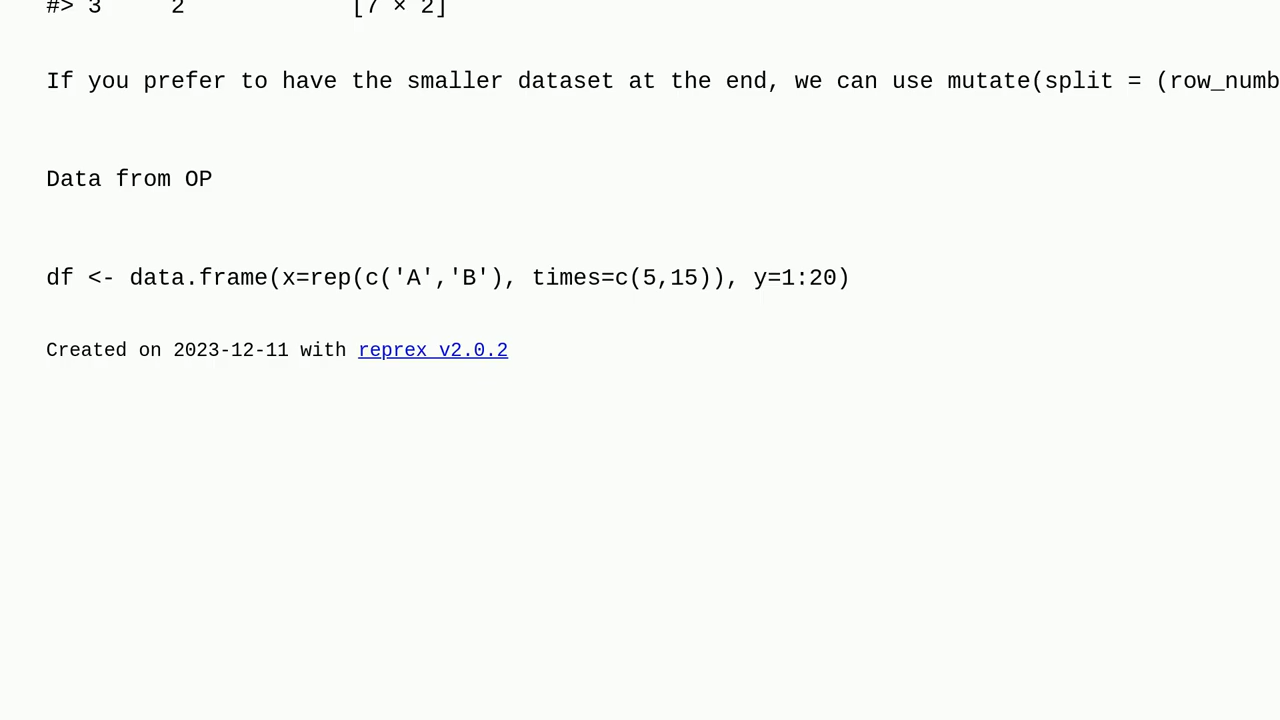 #> 3     2            [7 × 2]
If you prefer to have the smaller dataset at the end, we can use mutate(split = (row_numb
Data from OP
df <- data.frame(x=rep(c('A','B'), times=c(5,15)), y=1:20)
Created on 2023-12-11 with reprex v2.0.2